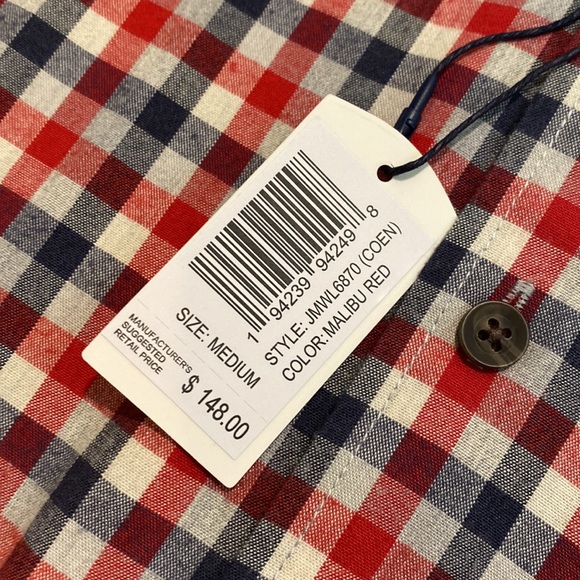 1 94239 94249 8
STYLE: JMWL6870 (COEN)
COLOR: MALIBU RED
SIZE: MEDIUM
MANUFACTURER'S
SUGGESTED
RETAIL PRICE
$ 148.00